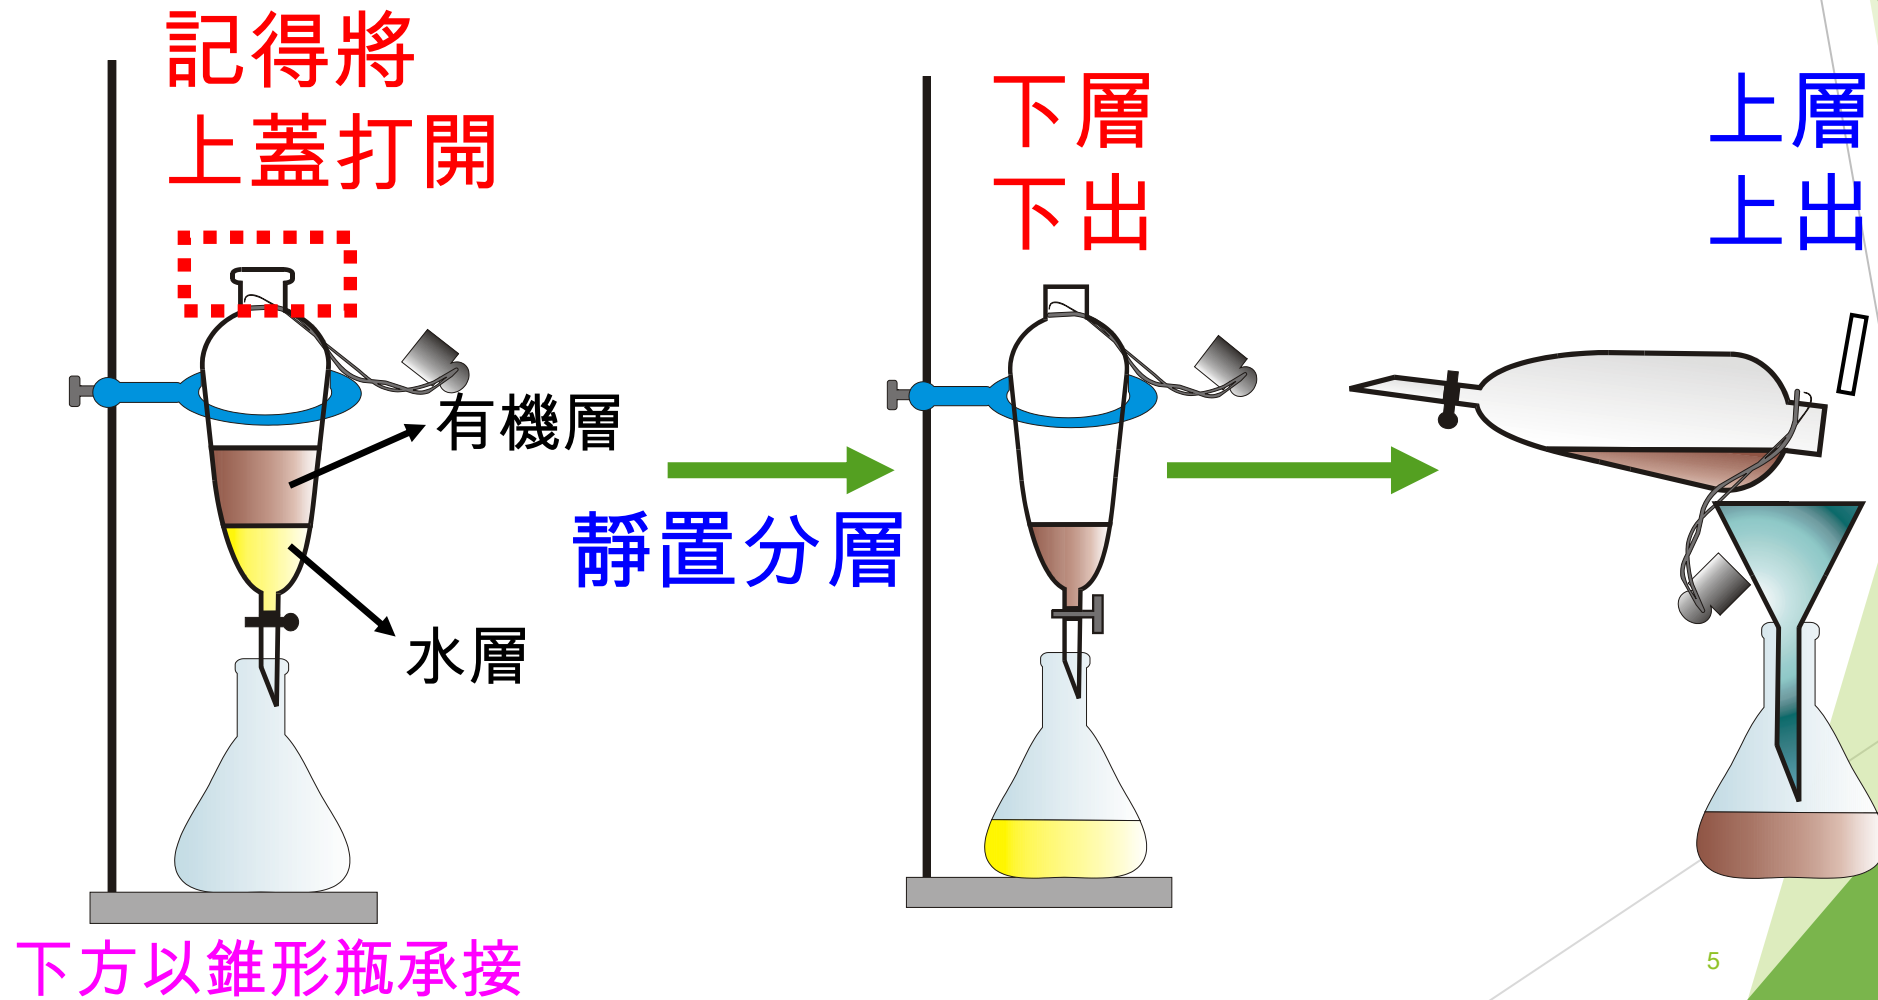 記得將
上蓋打開
有機層
水層
下方以錐形瓶承接
靜置分層
下層
下出
上層
上出
5